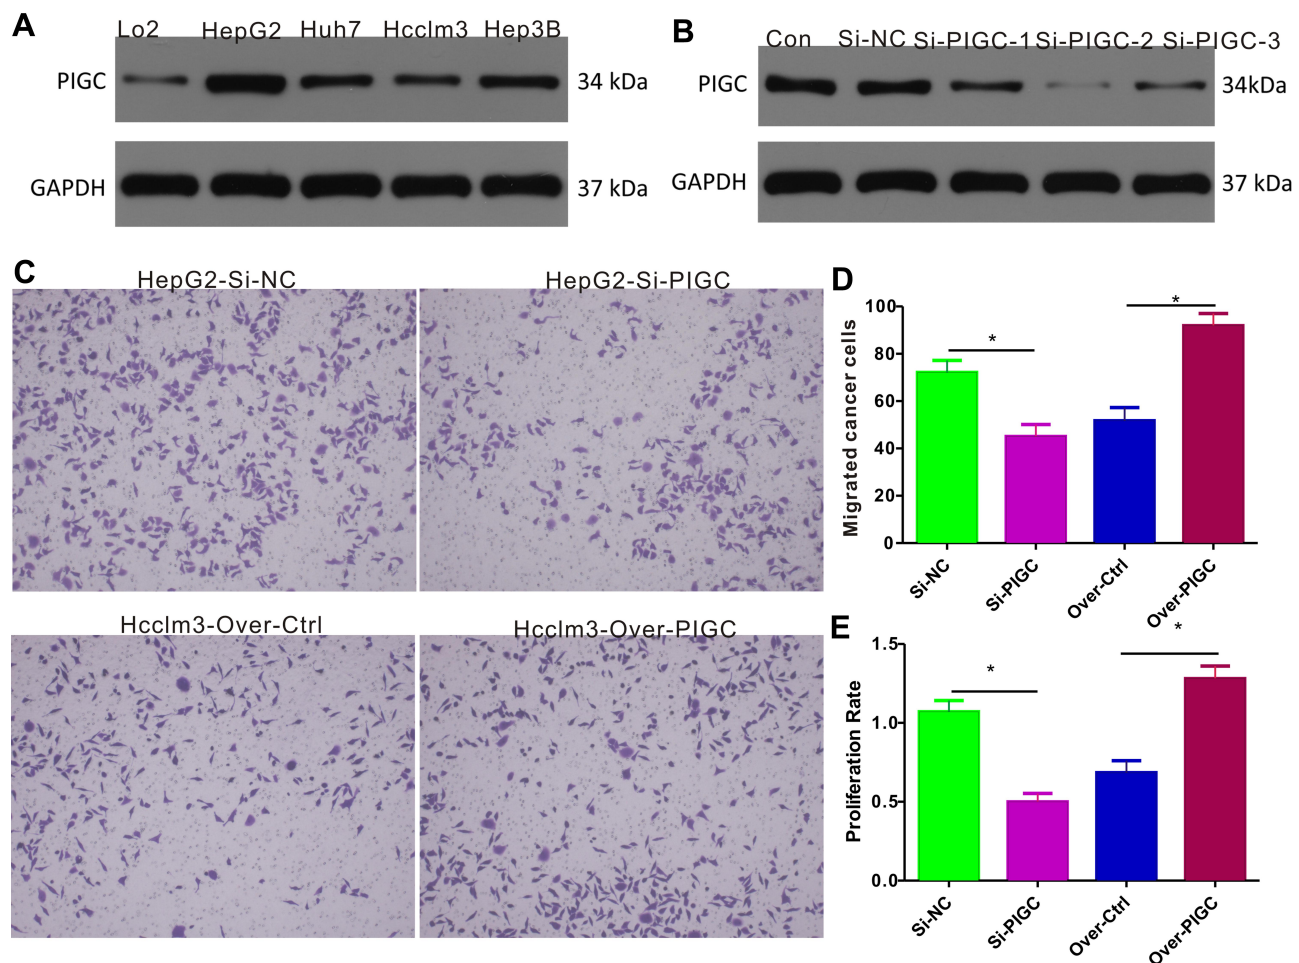 A
Lo2 HepG2 Huh7 Hcclm3 Hep3B
PIGC 34 kDa
GAPDH 37 kDa
B
Con Si-NC Si-PIGC-1 Si-PIGC-2 Si-PIGC-3
PIGC 34kDa
GAPDH 37 kDa
C
HepG2-Si-NC HepG2-Si-PIGC
Hcclm3-Over-Ctrl Hcclm3-Over-PIGC
D
Migrated cancer cells
100
80
60
40
20
0
* *
Si-NC Si-PIGC Over-Ctrl Over-PIGC
E
Proliferation Rate
1.5
1.0
0.5
0.0
* *
Si-NC Si-PIGC Over-Ctrl Over-PIGC